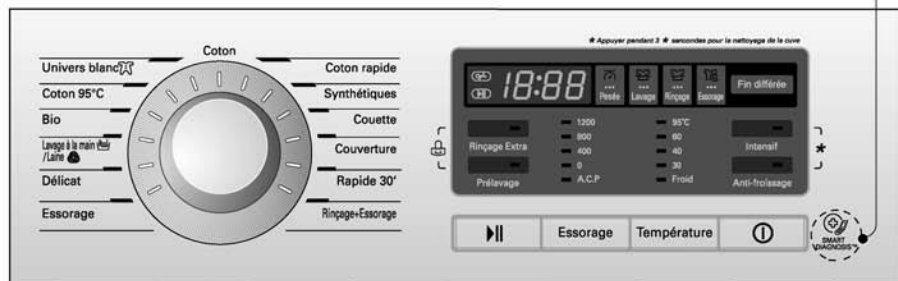 * Appuyer pendant 3 * sercondes pour le nettoyage de la cuve
Coton
Univers blanc
Coton 95°C
Bio
Lavage à la main
/Laine
Délicat
Essorage
Coton rapide
Synthétiques
Couette
Couverture
Rapide 30'
Rinçage+Essorage
18:88
Pesée
Lavage
Rinçage
Essorage
Fin différée
Rinçage Extra
Prélavage
1200
800
400
0
A.C.P
95°C
60
40
30
Froid
Intensif
*
Anti-froissage
Essorage
Température
SMART
DIAGNOSIS™